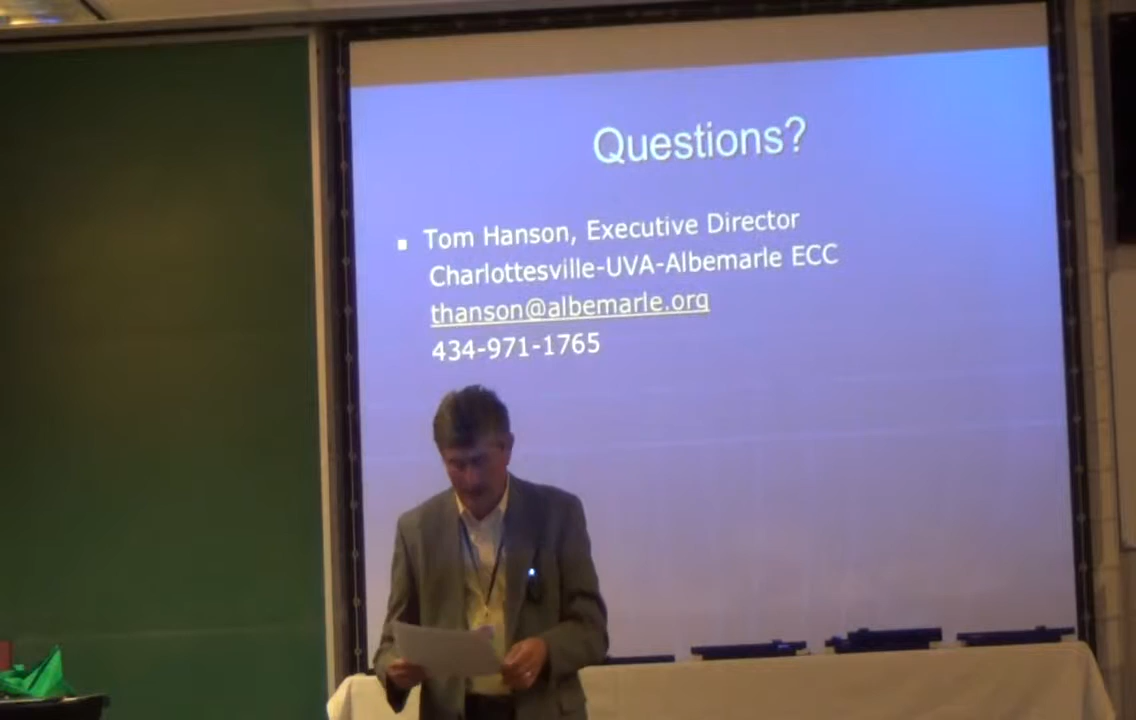 Questions?
Tom Hanson, Executive Director
Charlottesville-UVA-Albemarle ECC
thanson@albemarle.org
434-971-1765